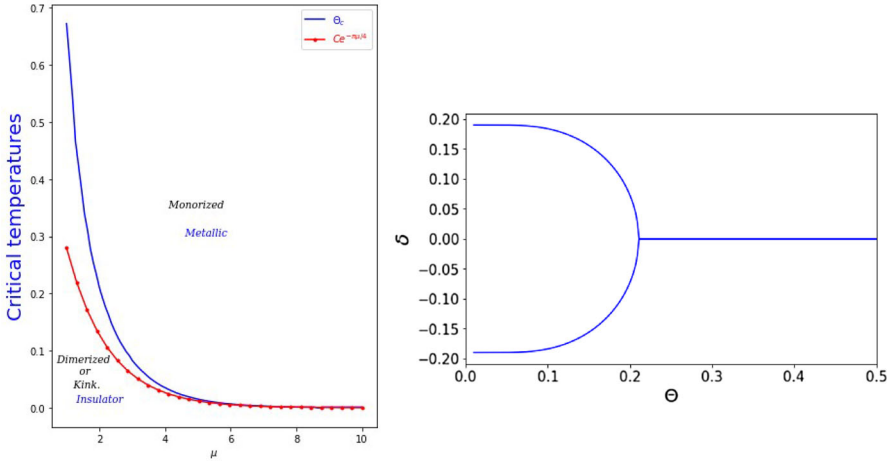 Critical temperatures
0.7
0.6
0.5
0.4
0.3
0.2
0.1
0.0
2
4
6
8
10
μ
Θc
Ce^−πμ/4
Monorized
Metallic
Dimerized
or
Kink.
Insulator
δ
0.20
0.15
0.10
0.05
0.00
−0.05
−0.10
−0.15
−0.20
0.0
0.1
0.2
0.3
0.4
0.5
Θ